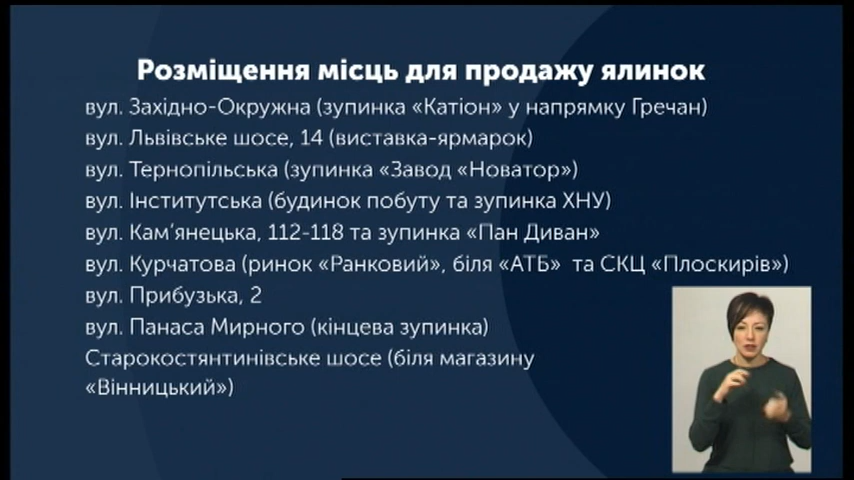 Розміщення місць для продажу ялинок
вул. Західно-Окружна (зупинка «Катіон» у напрямку Гречан)
вул. Львівське шосе, 14 (виставка-ярмарок)
вул. Тернопільська (зупинка «Завод «Новатор»)
вул. Інститутська (будинок побуту та зупинка ХНУ)
вул. Кам’янецька, 112-118 та зупинка «Пан Диван»
вул. Курчатова (ринок «Ранковий», біля «АТБ» та СКЦ «Плоскирів»)
вул. Прибузька, 2
вул. Панаса Мирного (кінцева зупинка)
Старокостянтинівське шосе (біля магазину
«Вінницький»)